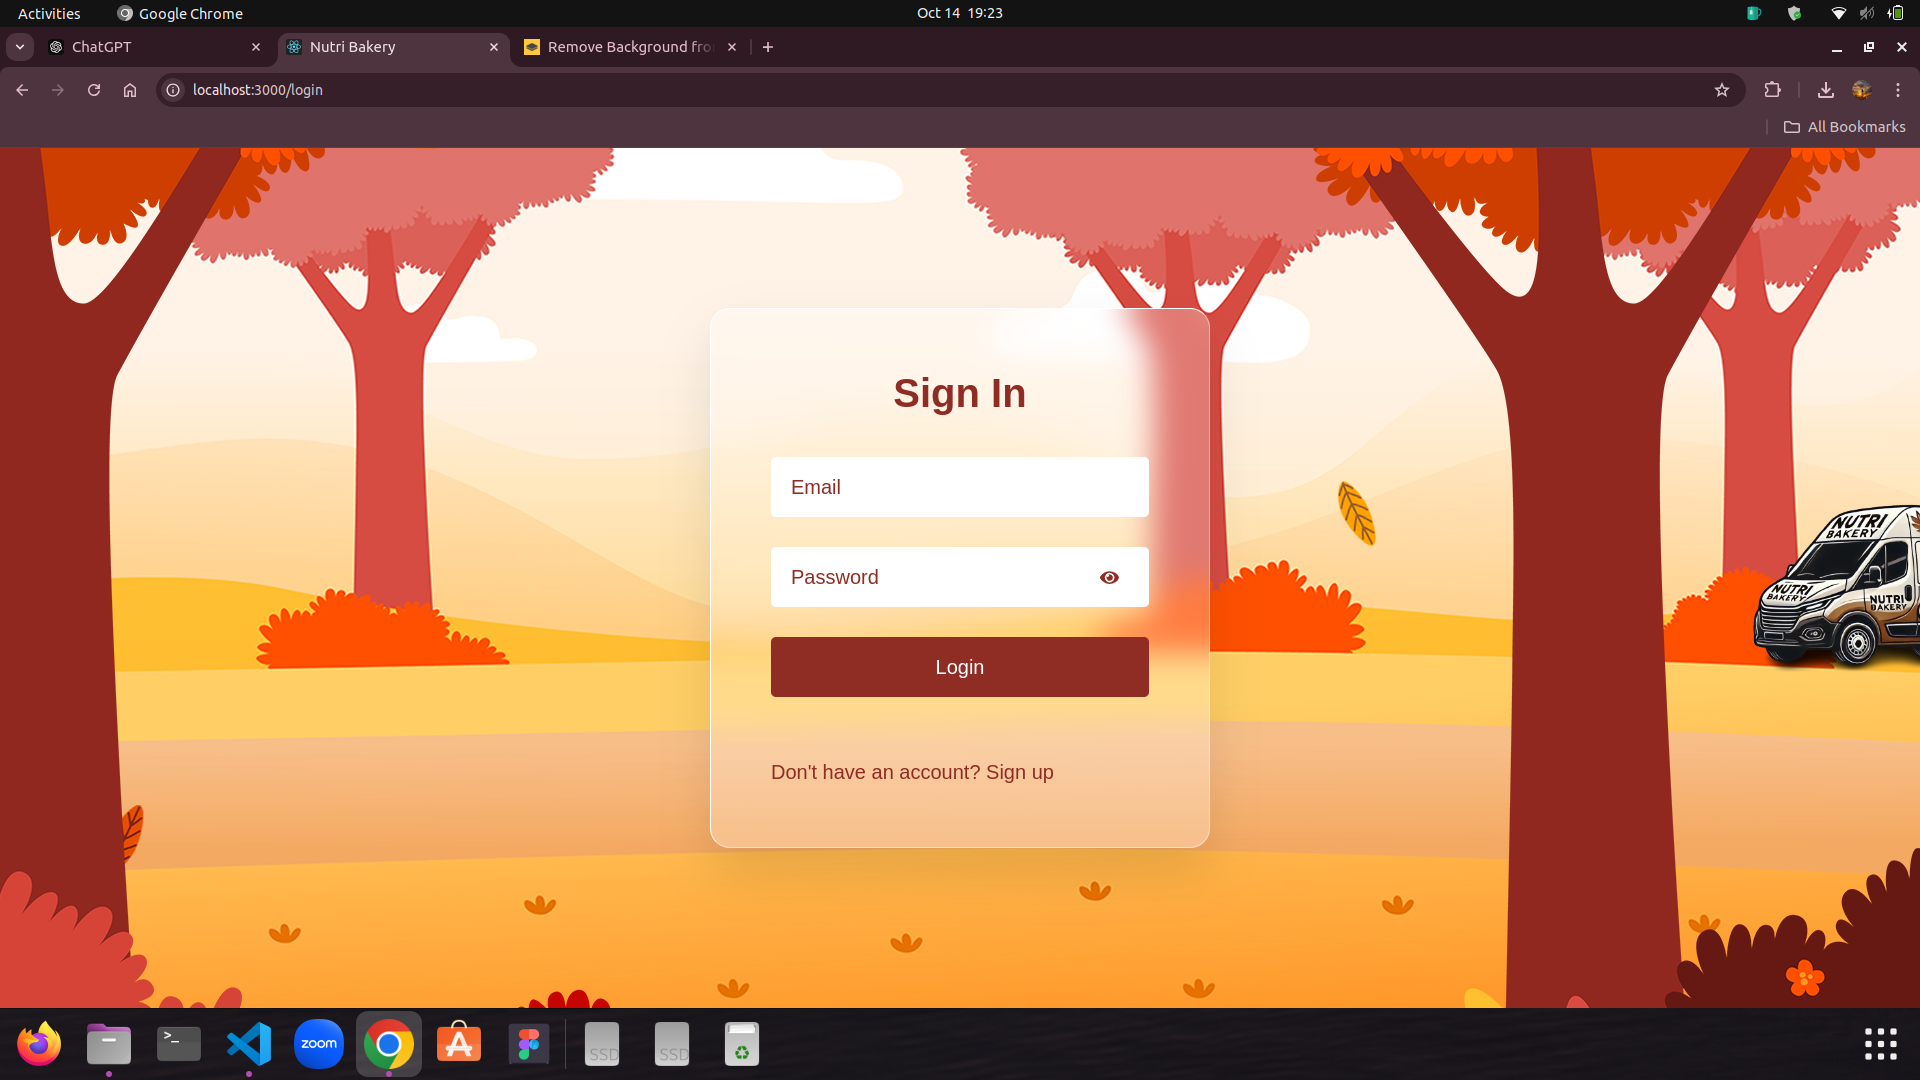 Activities
Google Chrome
Oct 14 19:23
ChatGPT
Nutri Bakery
Remove Background fro
localhost:3000/login
All Bookmarks
Sign In
Email
Password
Login
Don't have an account? Sign up
NUTRI
BAKERY
NUTRI
BAKERY
NUTRI
BAKERY
>_
zoom
SSD
SSD